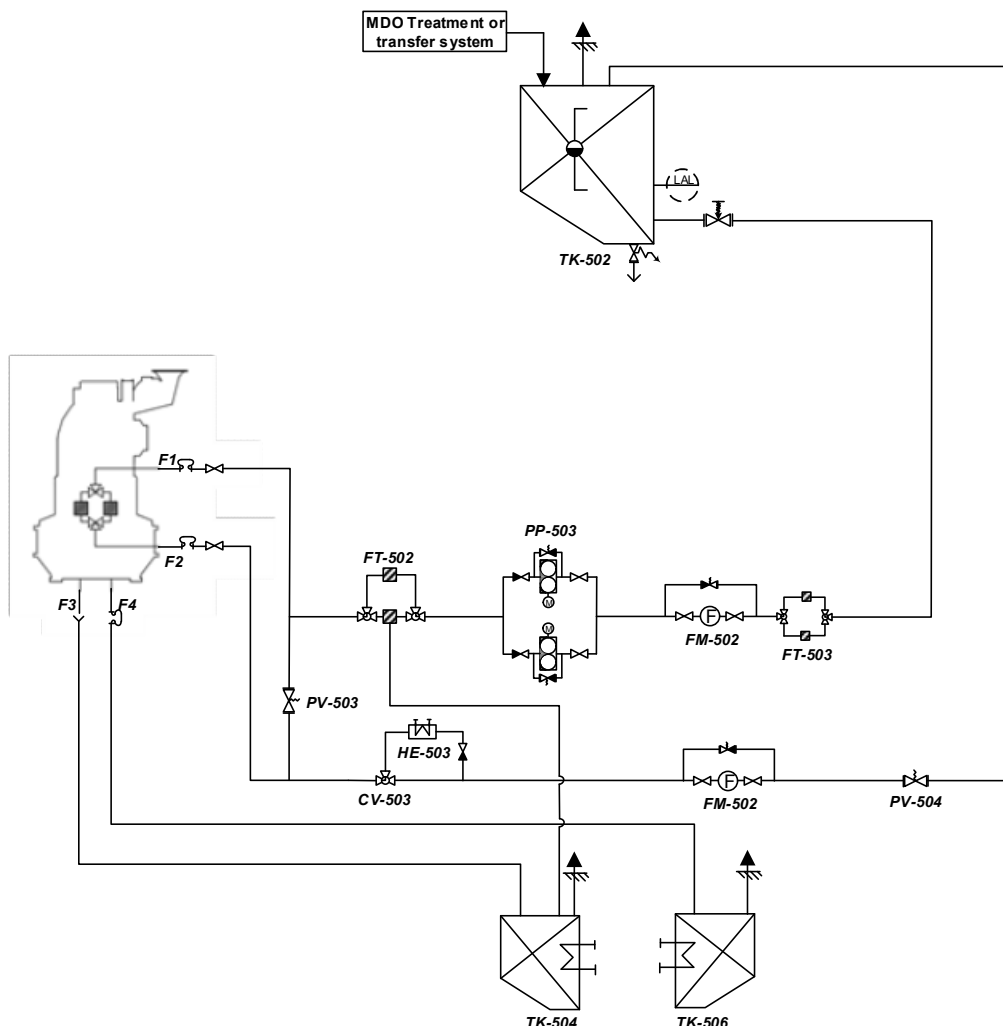 MDO Treatment or
transfer system
LAL
TK-502
F1
F2
FT-502
PP-503
M
M
F3
F4
F
FM-502
FT-503
PV-503
HE-503
CV-503
F
FM-502
PV-504
TK-504
TK-506